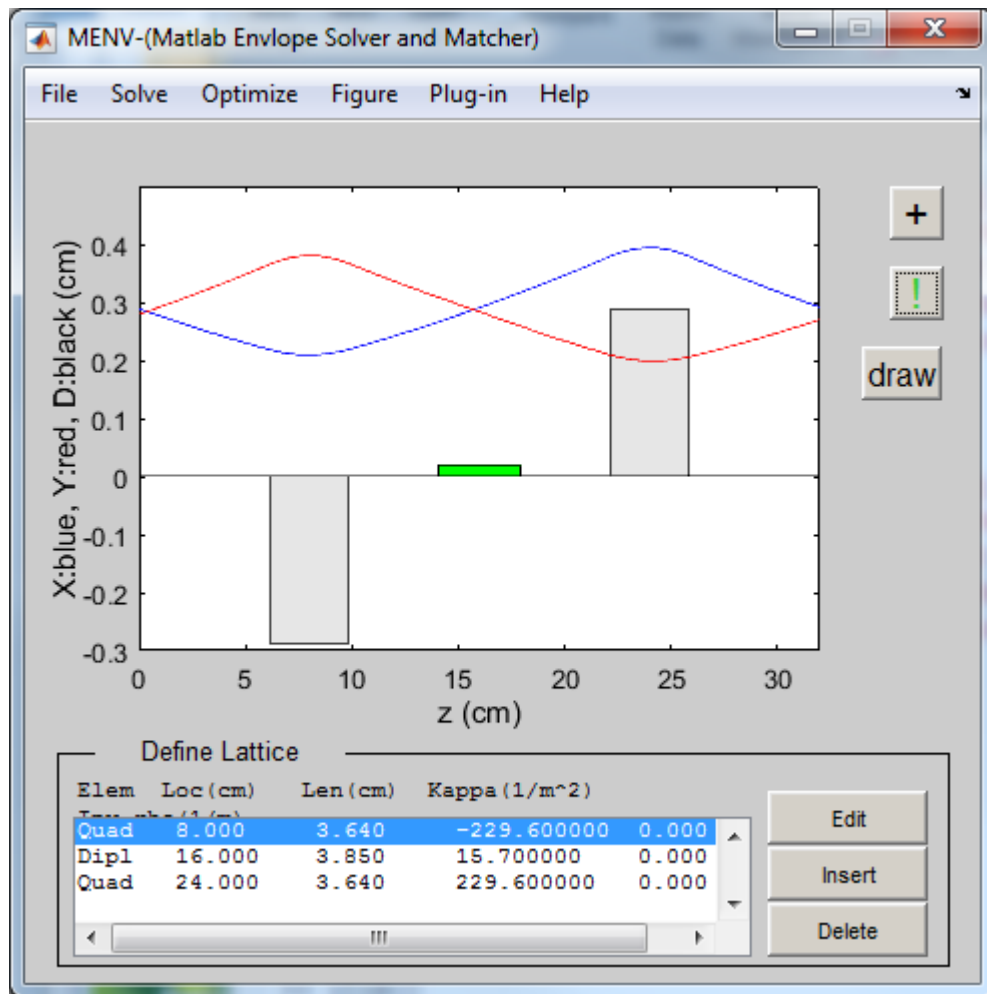 MENV-(Matlab Envlope Solver and Matcher)
File Solve Optimize Figure Plug-in Help
+
!
draw
X:blue, Y:red, D:black (cm)
0.4
0.3
0.2
0.1
0
-0.1
-0.2
-0.3
0 5 10 15 20 25 30
z (cm)
Define Lattice
Elem Loc(cm) Len(cm) Kappa(1/m^2)
Quad 8.000 3.640 -229.600000 0.000
Dipl 16.000 3.850 15.700000 0.000
Quad 24.000 3.640 229.600000 0.000
Edit
Insert
Delete